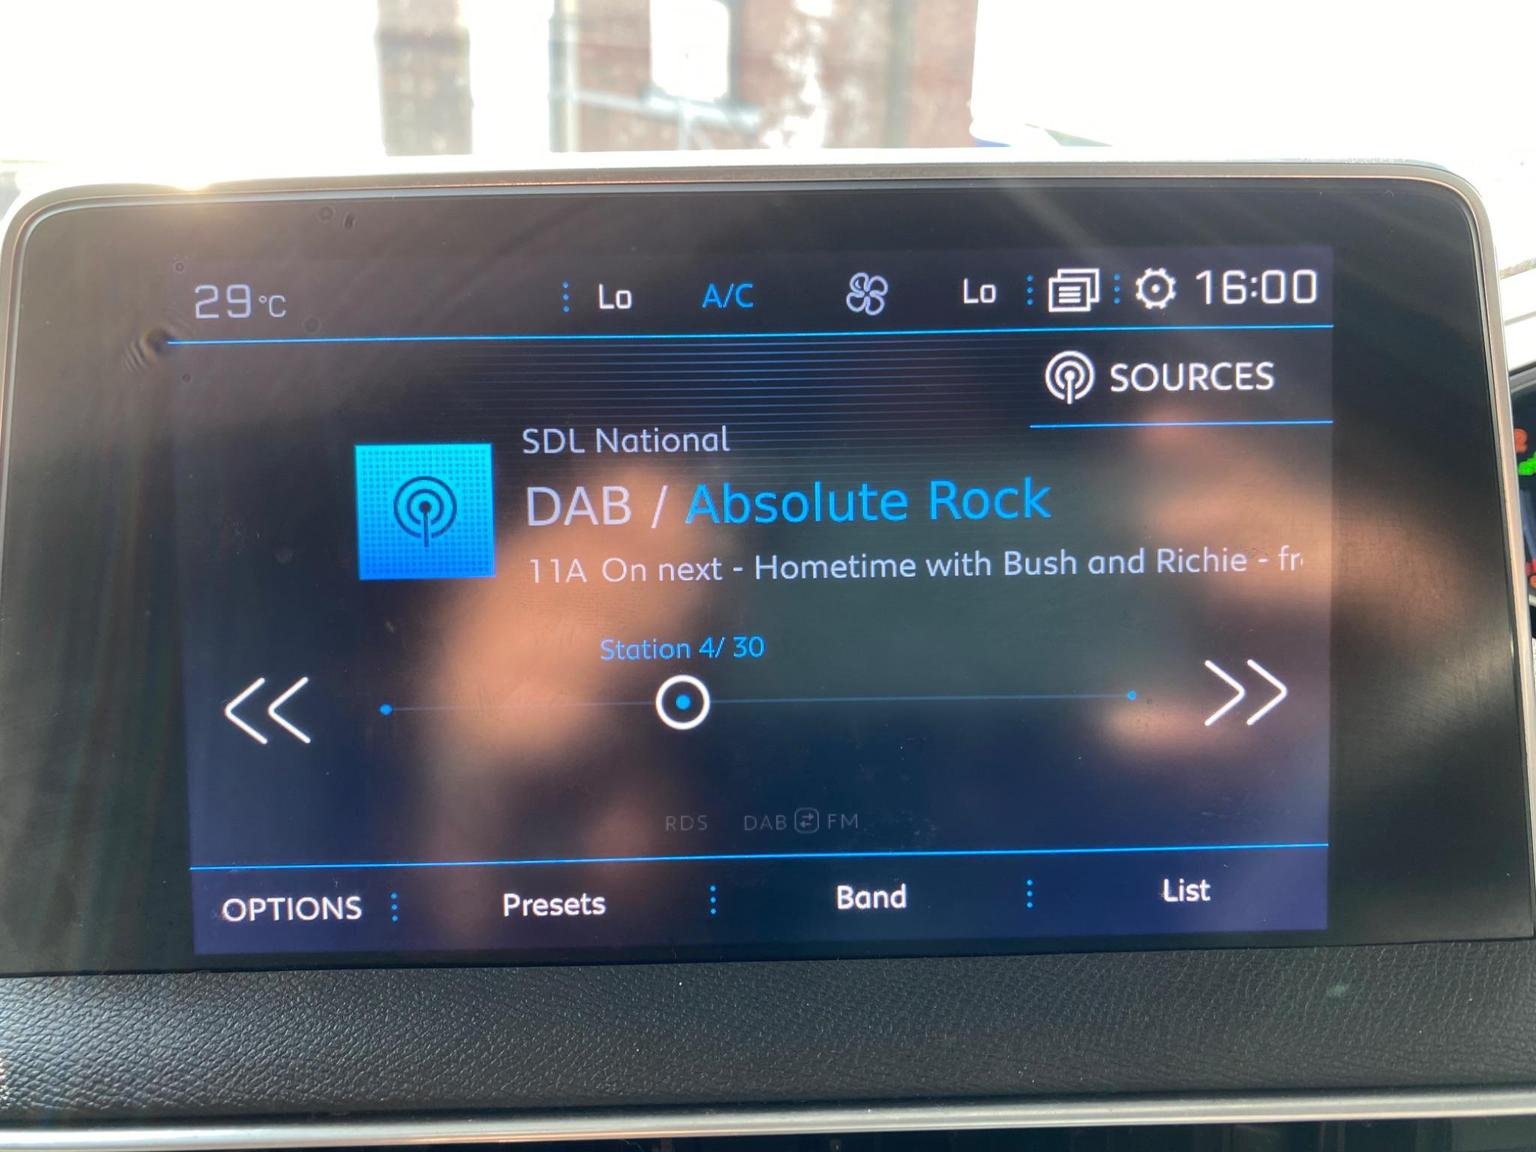 29°C Lo A/C Lo 16:00
SOURCES
SDL National
DAB / Absolute Rock
11A On next - Hometime with Bush and Richie - fr
Station 4/ 30
RDS DAB FM
OPTIONS Presets Band List